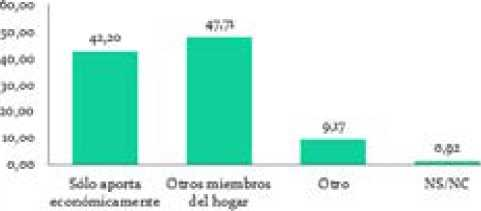 60,00
50,00
40,00
30,00
20,00
10,00
0,00
42,20
47,71
9,17
0,92
Sólo aporta
económicamente
Otros miembros
del hogar
Otro
NS/NC